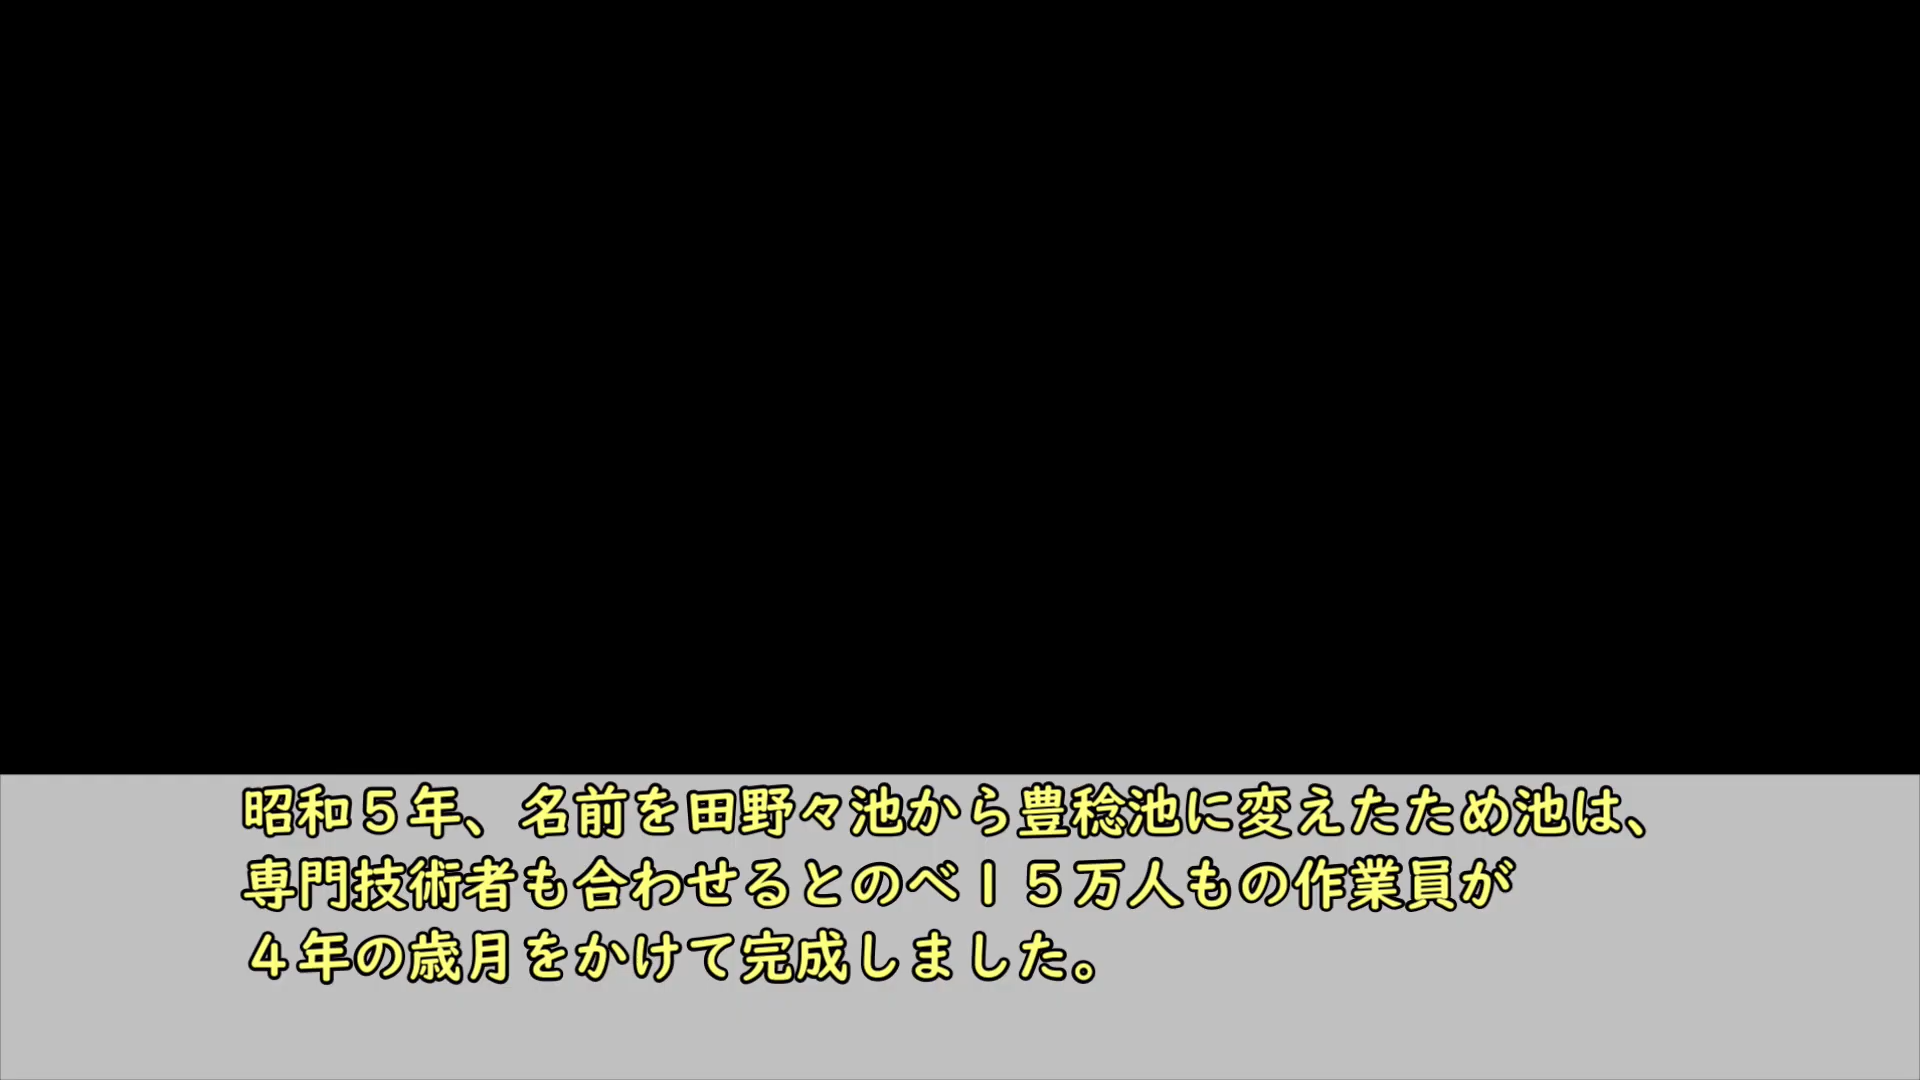 昭和５年、名前を田野々池から豊稔池に変えたため池は、
専門技術者も合わせるとのべ１５万人もの作業員が
４年の歳月をかけて完成しました。